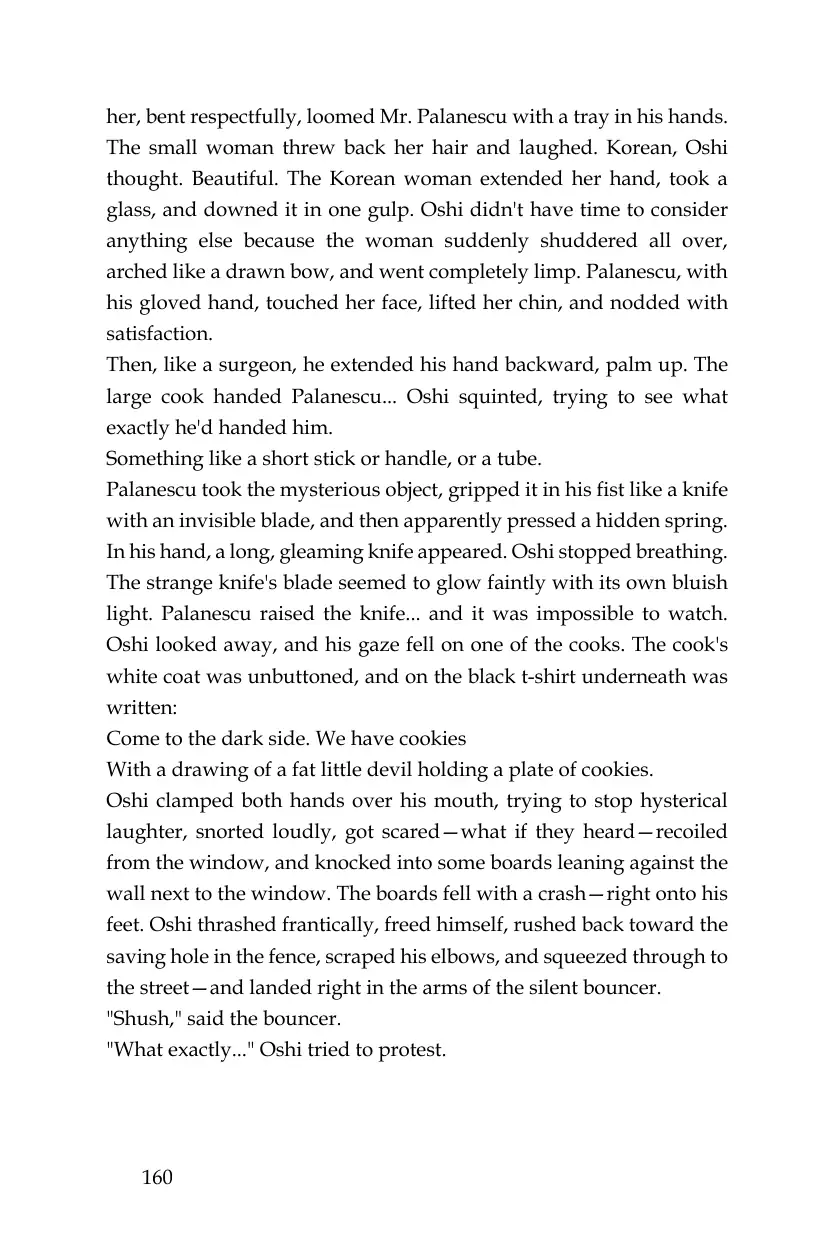 her, bent respectfully, loomed Mr. Palanescu with a tray in his hands.
The small woman threw back her hair and laughed. Korean, Oshi
thought. Beautiful. The Korean woman extended her hand, took a
glass, and downed it in one gulp. Oshi didn't have time to consider
anything else because the woman suddenly shuddered all over,
arched like a drawn bow, and went completely limp. Palanescu, with
his gloved hand, touched her face, lifted her chin, and nodded with
satisfaction.
Then, like a surgeon, he extended his hand backward, palm up. The
large cook handed Palanescu... Oshi squinted, trying to see what
exactly he'd handed him.
Something like a short stick or handle, or a tube.
Palanescu took the mysterious object, gripped it in his fist like a knife
with an invisible blade, and then apparently pressed a hidden spring.
In his hand, a long, gleaming knife appeared. Oshi stopped breathing.
The strange knife's blade seemed to glow faintly with its own bluish
light. Palanescu raised the knife... and it was impossible to watch.
Oshi looked away, and his gaze fell on one of the cooks. The cook's
white coat was unbuttoned, and on the black t-shirt underneath was
written:
Come to the dark side. We have cookies
With a drawing of a fat little devil holding a plate of cookies.
Oshi clamped both hands over his mouth, trying to stop hysterical
laughter, snorted loudly, got scared—what if they heard—recoiled
from the window, and knocked into some boards leaning against the
wall next to the window. The boards fell with a crash—right onto his
feet. Oshi thrashed frantically, freed himself, rushed back toward the
saving hole in the fence, scraped his elbows, and squeezed through to
the street—and landed right in the arms of the silent bouncer.
"Shush," said the bouncer.
"What exactly..." Oshi tried to protest.
160